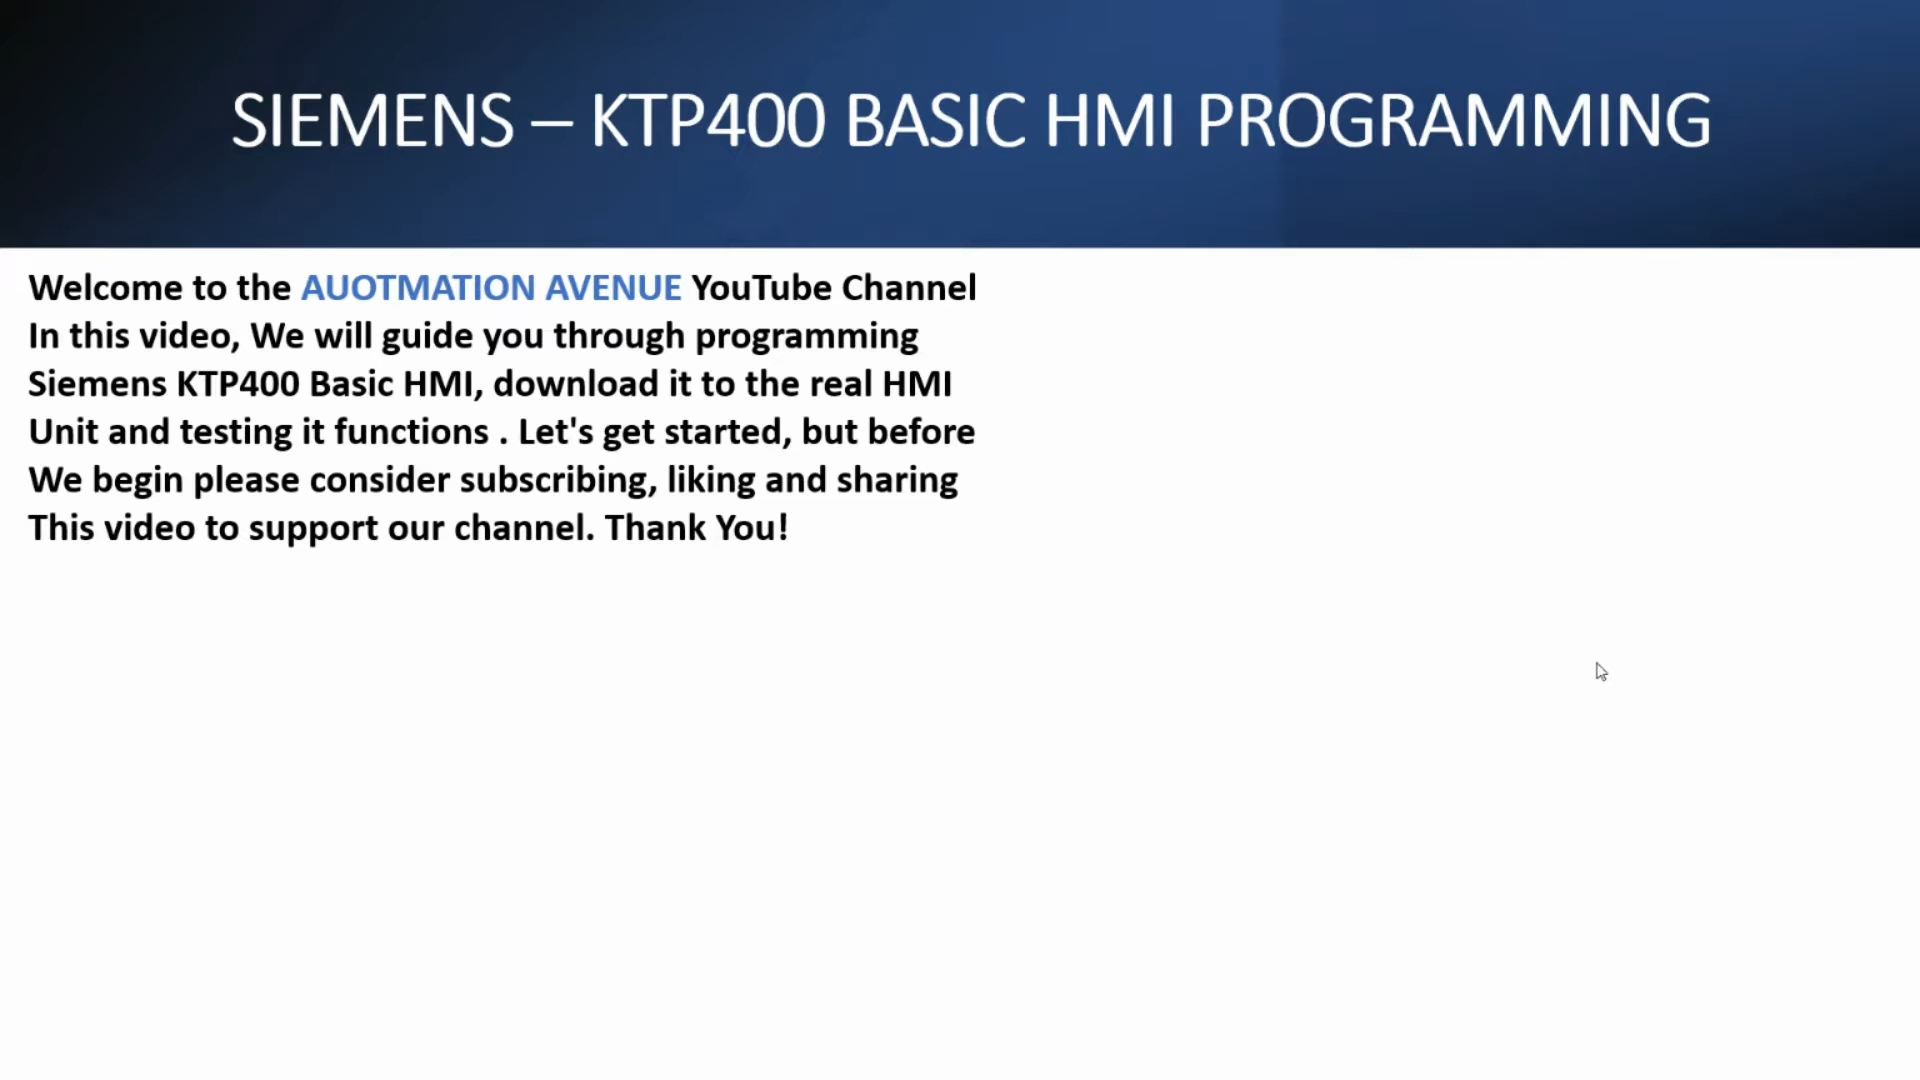 SIEMENS – KTP400 BASIC HMI PROGRAMMING
Welcome to the AUOTMATION AVENUE YouTube Channel
In this video, We will guide you through programming
Siemens KTP400 Basic HMI, download it to the real HMI
Unit and testing it functions . Let's get started, but before
We begin please consider subscribing, liking and sharing
This video to support our channel. Thank You!